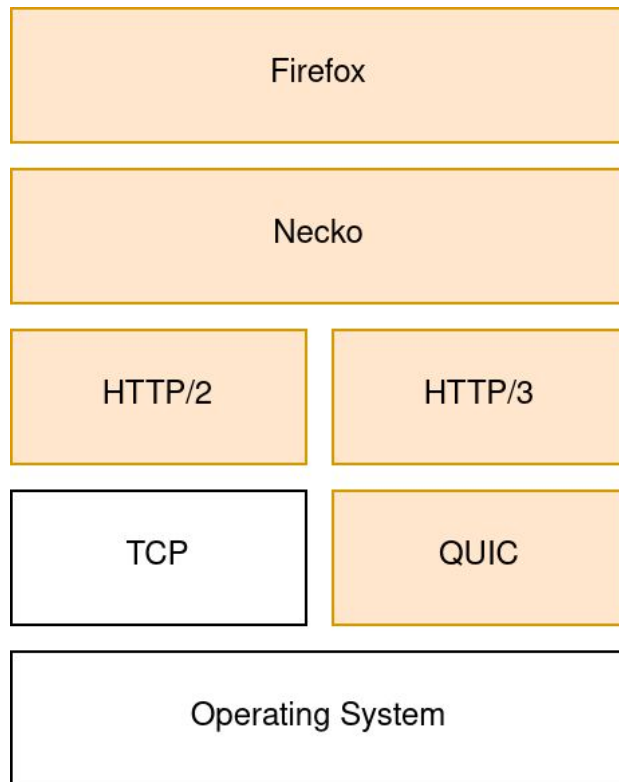 Firefox
Necko
HTTP/2
HTTP/3
TCP
QUIC
Operating System